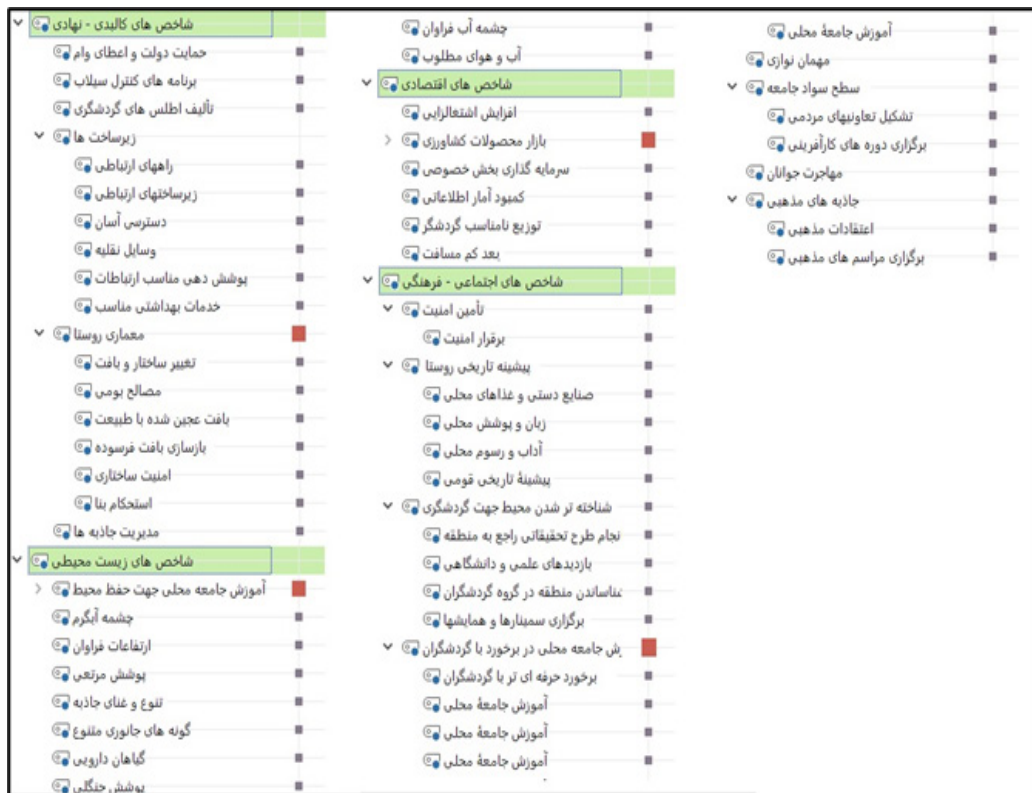 شاخص های کالبدی - نهادی
حمایت دولت و اعطای وام
برنامه های کنترل سیلاب
تألیف اطلس های گردشگری
زیرساخت ها
راههای ارتباطی
زیرساختهای ارتباطی
دسترسی آسان
وسایل نقلیه
پوشش دهی مناسب ارتباطات
خدمات بهداشتی مناسب
معماری روستا
تغییر ساختار و بافت
مصالح بومی
بافت عجین شده با طبیعت
بازسازی بافت فرسوده
امنیت ساختاری
استحکام بنا
مدیریت جاذبه ها
شاخص های زیست محیطی
آموزش جامعه محلی جهت حفظ محیط
چشمه آبگرم
ارتفاعات فراوان
پوشش مرتعی
تنوع و غنای جاذبه
گونه های جانوری متنوع
گیاهان دارویی
پوشش جنگلی
چشمه آب فراوان
آب و هوای مطلوب
شاخص های اقتصادی
افزایش اشتغالزایی
بازار محصولات کشاورزی
سرمایه گذاری بخش خصوصی
کمبود آمار اطلاعاتی
توزیع نامناسب گردشگر
بعد کم مسافت
شاخص های اجتماعی - فرهنگی
تأمین امنیت
برقرار امنیت
پیشینه تاریخی روستا
صنایع دستی و غذاهای محلی
زبان و پوشش محلی
آداب و رسوم محلی
پیشینۀ تاریخی قومی
شناخته تر شدن محیط جهت گردشگری
نجام طرح تحقیقاتی راجع به منطقه
بازدیدهای علمی و دانشگاهی
شناساندن منطقه در گروه گردشگران
برگزاری سمینارها و همایشها
زش جامعه محلی در برخورد با گردشگران
برخورد حرفه ای تر با گردشگران
آموزش جامعۀ محلی
آموزش جامعۀ محلی
آموزش جامعۀ محلی
آموزش جامعۀ محلی
مهمان نوازی
سطح سواد جامعه
تشکیل تعاونیهای مردمی
برگزاری دوره های کارآفرینی
مهاجرت جوانان
جاذبه های مذهبی
اعتقادات مذهبی
برگزاری مراسم های مذهبی